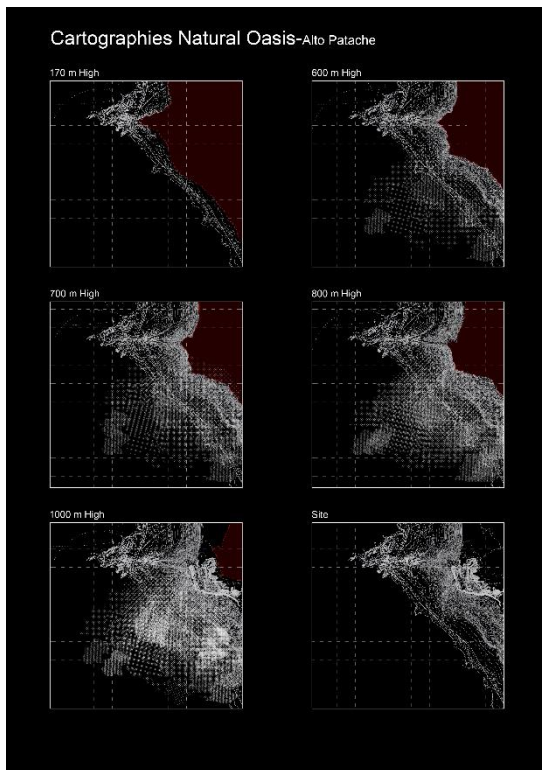 Cartographies Natural Oasis-Alto Patache
170 m High
600 m High
700 m High
800 m High
1000 m High
Site